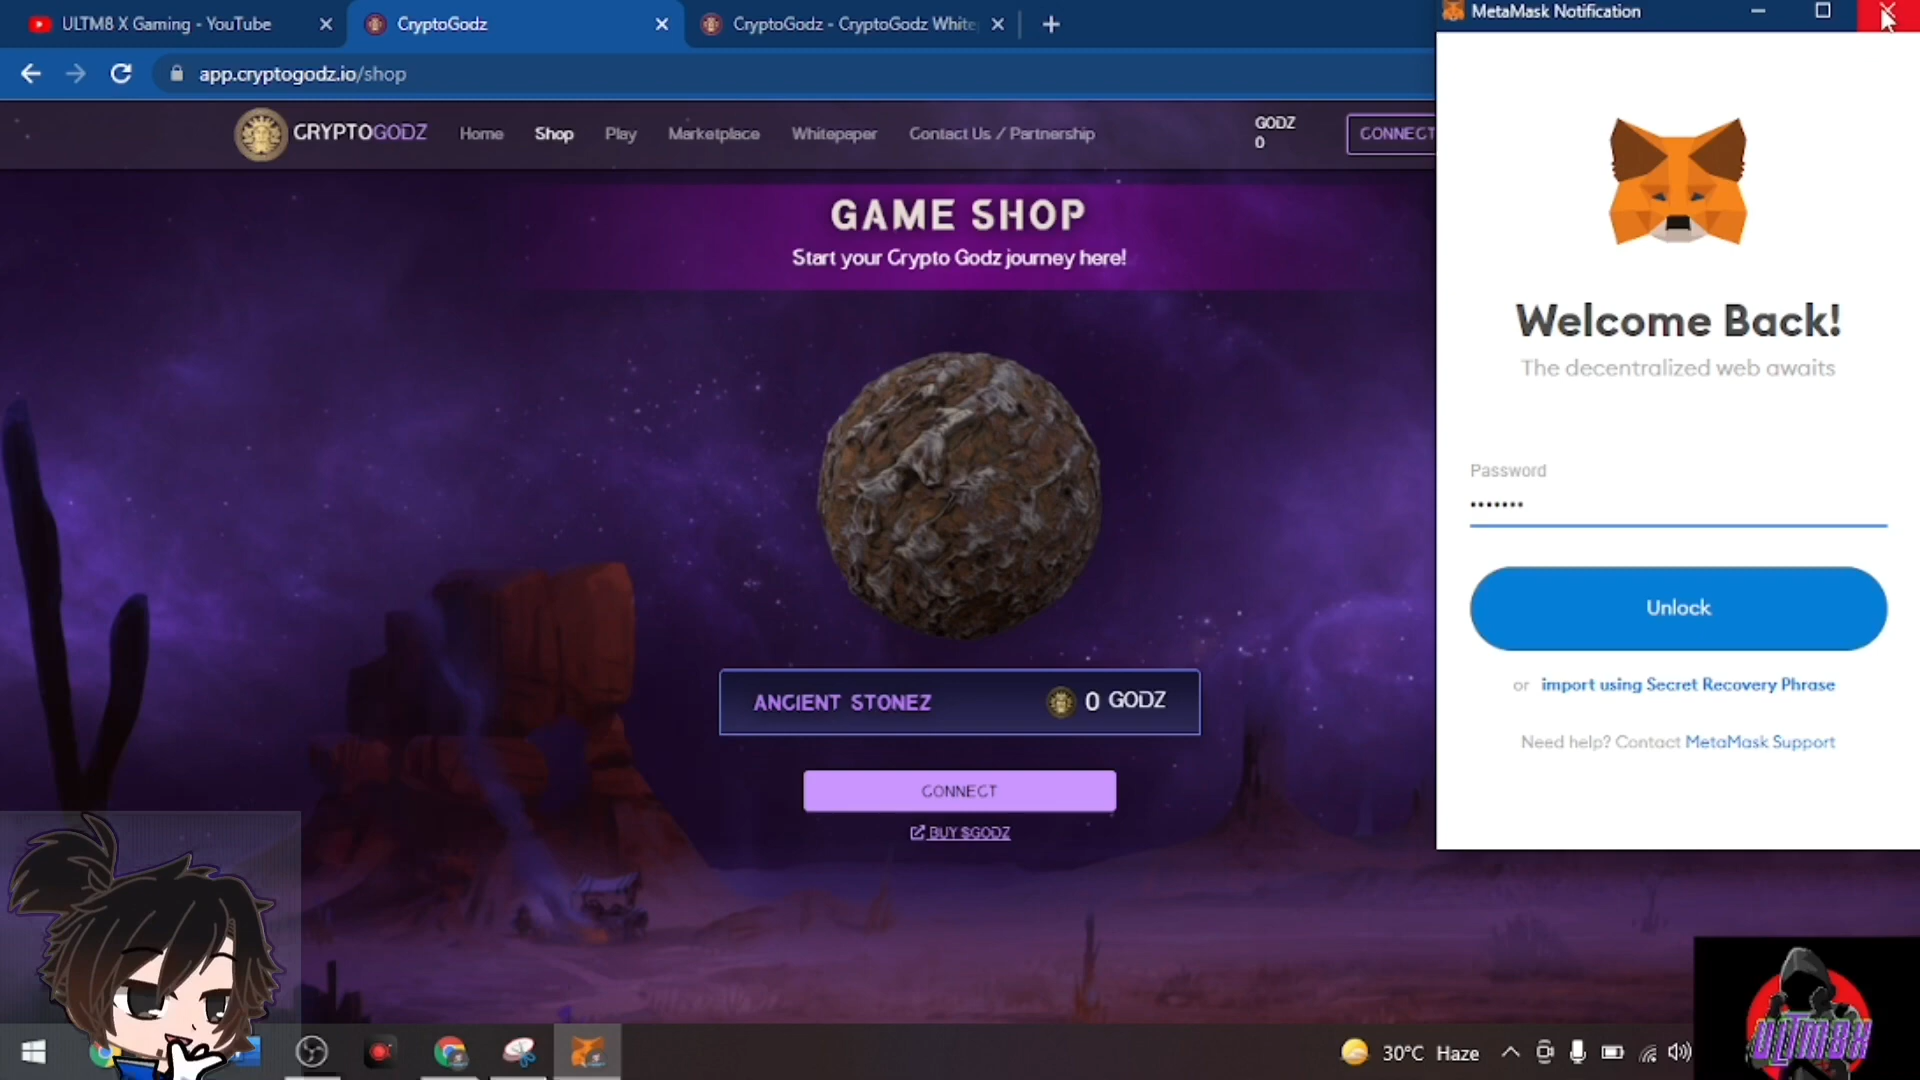 ULTM8 X Gaming - YouTube
CryptoGodz
CryptoGodz - CryptoGodz White
MetaMask Notification
app.cryptogodz.io/shop
CRYPTOGODZ
Home
Shop
Play
Marketplace
Whitepaper
Contact Us / Partnership
GODZ
0
CONNECT
GAME SHOP
Start your Crypto Godz journey here!
ANCIENT STONEZ
0 GODZ
CONNECT
BUY $GODZ
Welcome Back!
The decentralized web awaits
Password
•••••••
Unlock
or import using Secret Recovery Phrase
Need help? Contact MetaMask Support
30°C Haze
ULTM8X